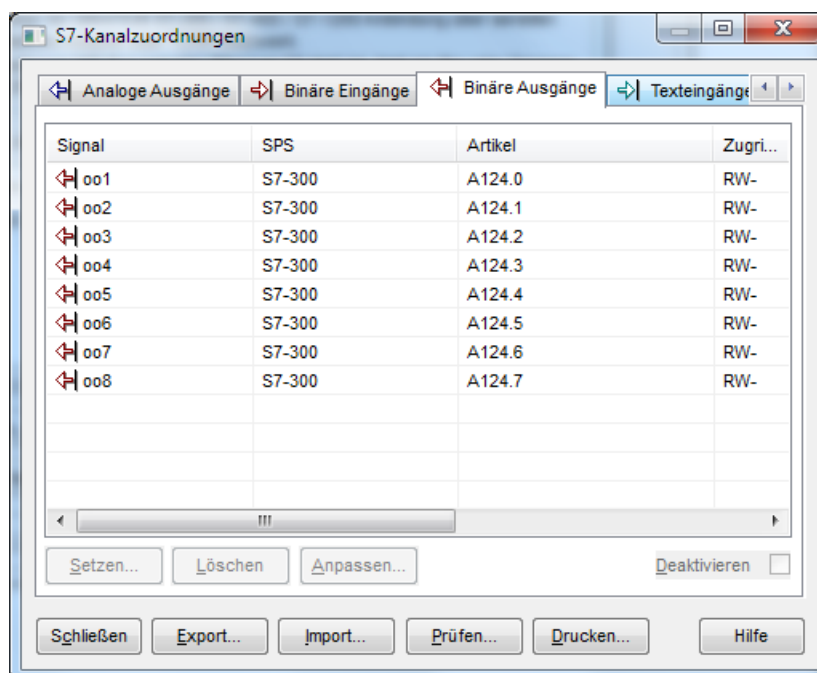 S7-Kanalzuordnungen
Analoge Ausgänge Binäre Eingänge Binäre Ausgänge Texteingänge
Signal SPS Artikel Zugri...
oo1 S7-300 A124.0 RW-
oo2 S7-300 A124.1 RW-
oo3 S7-300 A124.2 RW-
oo4 S7-300 A124.3 RW-
oo5 S7-300 A124.4 RW-
oo6 S7-300 A124.5 RW-
oo7 S7-300 A124.6 RW-
oo8 S7-300 A124.7 RW-
Setzen... Löschen Anpassen... Deaktivieren
Schließen Export... Import... Prüfen... Drucken... Hilfe